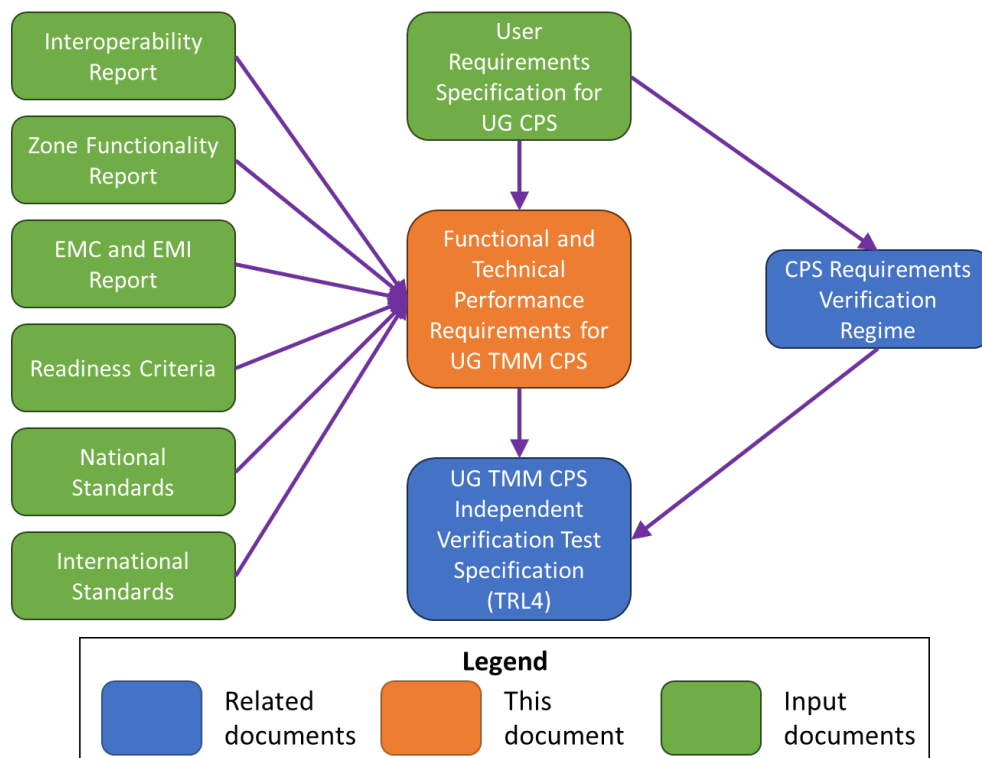 Interoperability
Report
Zone Functionality
Report
EMC and EMI
Report
Readiness Criteria
National
Standards
International
Standards
User
Requirements
Specification for
UG CPS
Functional and
Technical
Performance
Requirements for
UG TMM CPS
UG TMM CPS
Independent
Verification Test
Specification
(TRL4)
CPS Requirements
Verification
Regime
Legend
Related
documents
This
document
Input
documents